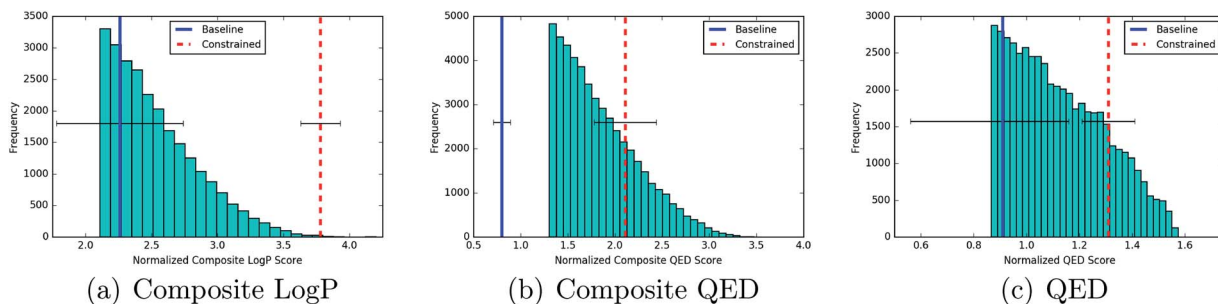 Frequency
3500
3000
2500
2000
1500
1000
500
0
2.0 2.5 3.0 3.5 4.0
Normalized Composite LogP Score
Baseline
Constrained
(a) Composite LogP
Frequency
5000
4000
3000
2000
1000
0
0.5 1.0 1.5 2.0 2.5 3.0 3.5 4.0
Normalized Composite QED Score
Baseline
Constrained
(b) Composite QED
Frequency
3000
2500
2000
1500
1000
500
0
0.6 0.8 1.0 1.2 1.4 1.6
Normalized QED Score
Baseline
Constrained
(c) QED